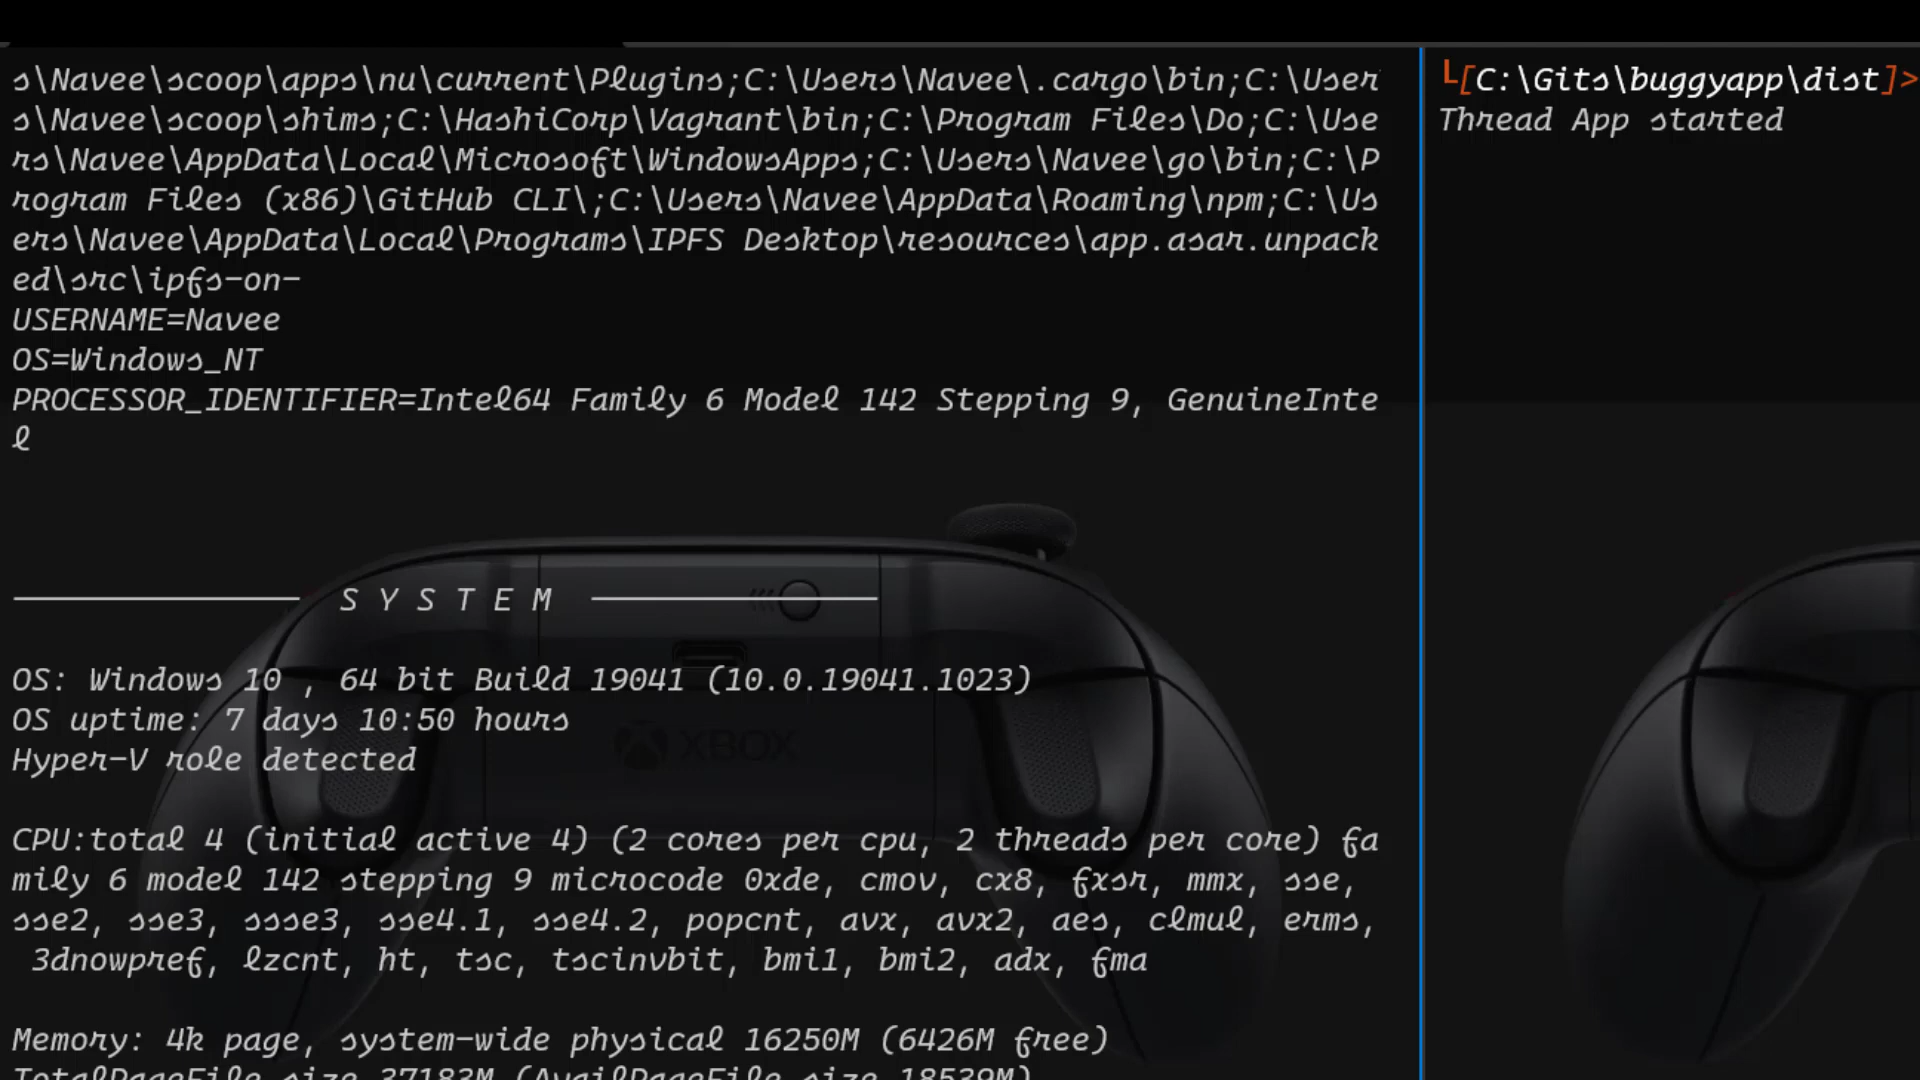 s\Navee\scoop\apps\nu\current\Plugins;C:\Users\Navee\.cargo\bin;C:\User
s\Navee\scoop\shims;C:\HashiCorp\Vagrant\bin;C:\Program Files\Do;C:\Use
rs\Navee\AppData\Local\Microsoft\WindowsApps;C:\Users\Navee\go\bin;C:\P
rogram Files (x86)\GitHub CLI\;C:\Users\Navee\AppData\Roaming\npm;C:\Us
ers\Navee\AppData\Local\Programs\IPFS Desktop\resources\app.asar.unpack
ed\src\ipfs-on-
USERNAME=Navee
OS=Windows_NT
PROCESSOR_IDENTIFIER=Intel64 Family 6 Model 142 Stepping 9, GenuineInte
l
S Y S T E M
OS: Windows 10 , 64 bit Build 19041 (10.0.19041.1023)
OS uptime: 7 days 10:50 hours
XBOX
Hyper-V role detected
CPU:total 4 (initial active 4) (2 cores per cpu, 2 threads per core) fa
mily 6 model 142 stepping 9 microcode 0xde, cmov, cx8, fxsr, mmx, sse,
sse2, sse3, ssse3, sse4.1, sse4.2, popcnt, avx, avx2, aes, clmul, erms,
3dnowpref, lzcnt, ht, tsc, tscinvbit, bmi1, bmi2, adx, fma
Memory: 4k page, system-wide physical 16250M (6426M free)
TotalPageFile size 37183M (AvailPageFile size 18539M)
└[C:\Gits\buggyapp\dist]>
Thread App started